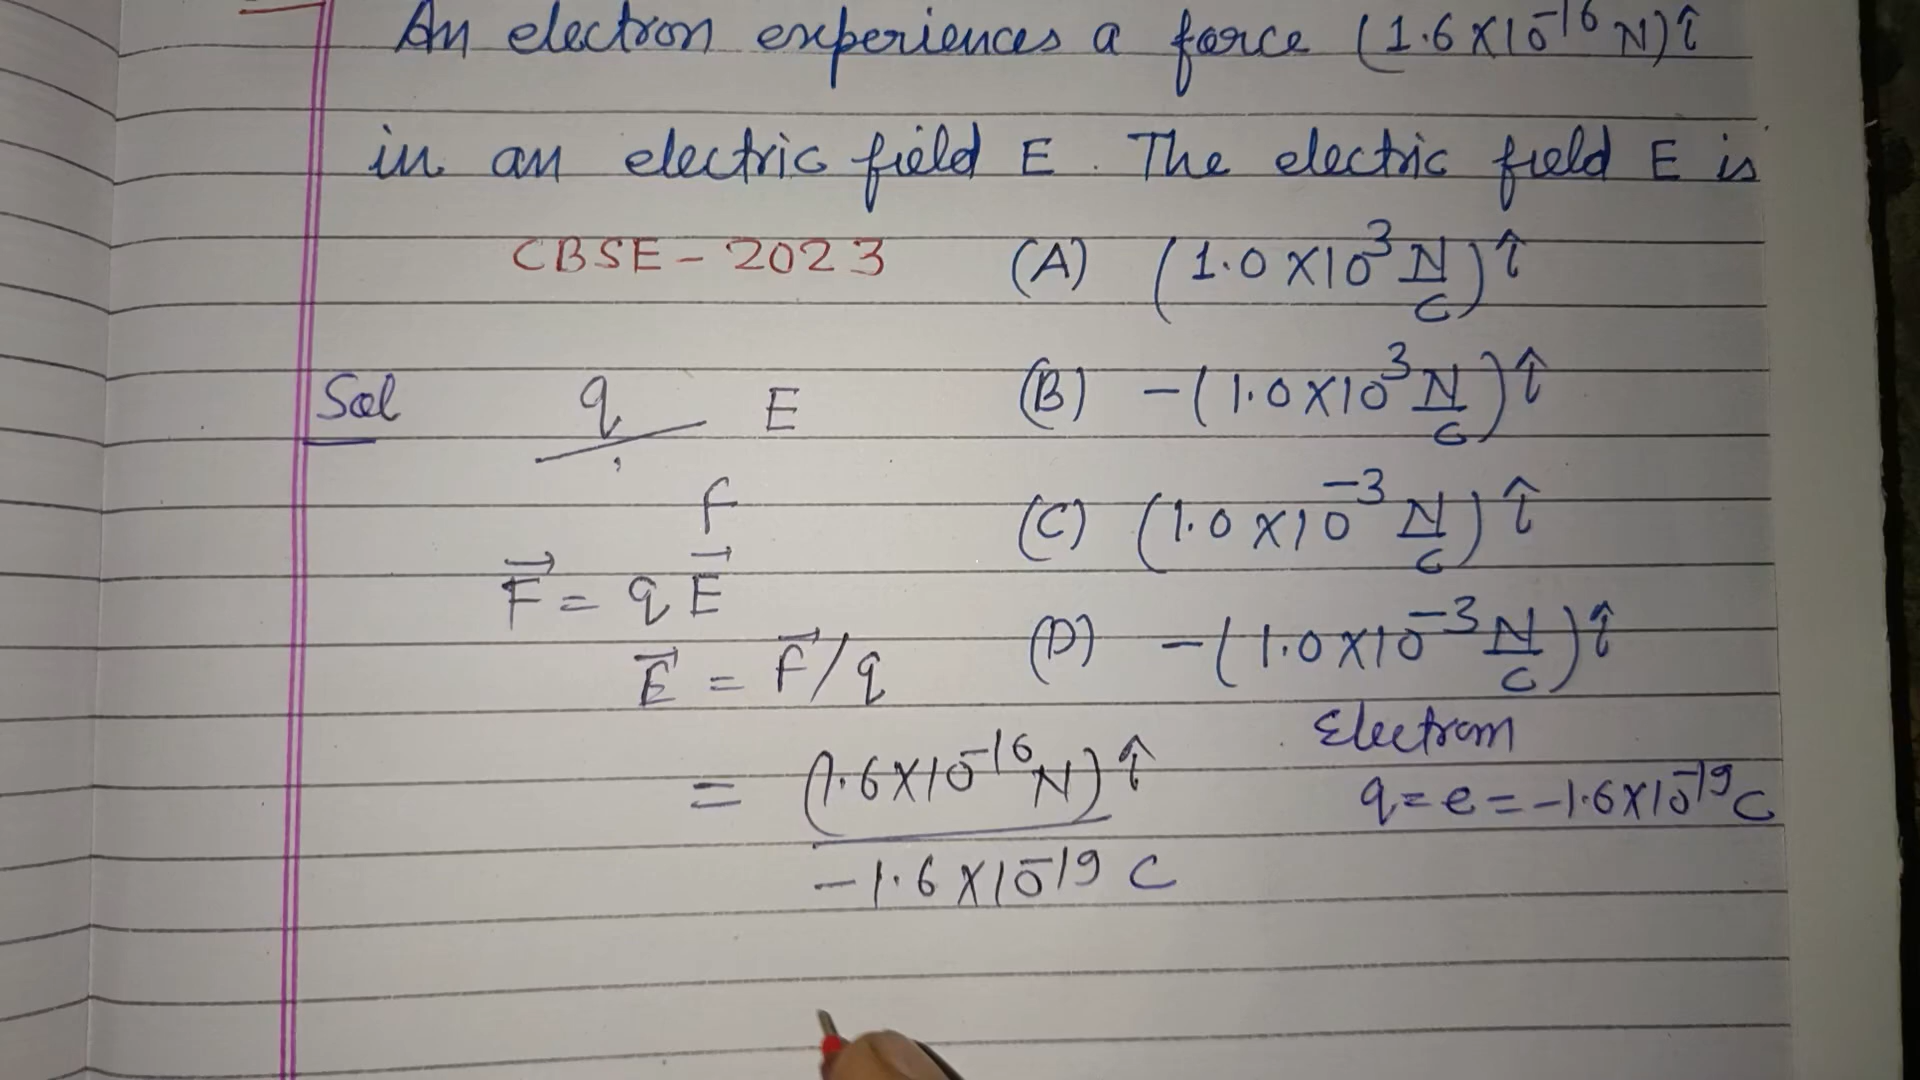 An electron experiences a force (1.6×10⁻¹⁶ N) î
in an electric field E. The electric field E is
CBSE - 2023
(A) (1.0 ×10³ N/C) î
(B) -(1.0×10³ N/C) î
(C) (1.0 ×10⁻³ N/C) î
(D) -(1.0×10⁻³ N/C) î
Sol q E
F
F⃗ = q E⃗
E⃗ = F⃗/q
= (1.6×10⁻¹⁶ N) î
-1.6 ×10⁻¹⁹ C
Electron
q = e = -1.6×10⁻¹⁹ C